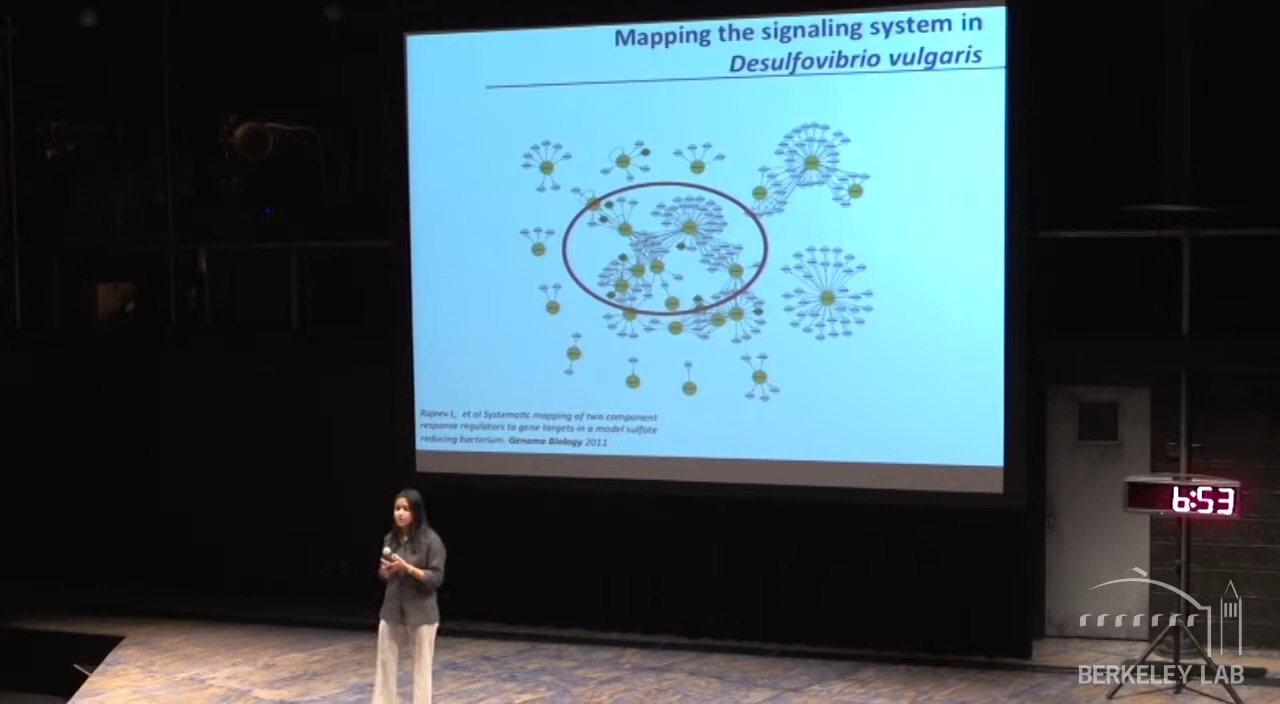 Mapping the signaling system in
Desulfovibrio vulgaris
Rajeev L, et al Systematic mapping of two component
response regulators to gene targets in a model sulfate
reducing bacterium. Genome Biology 2011
6:53
BERKELEY LAB